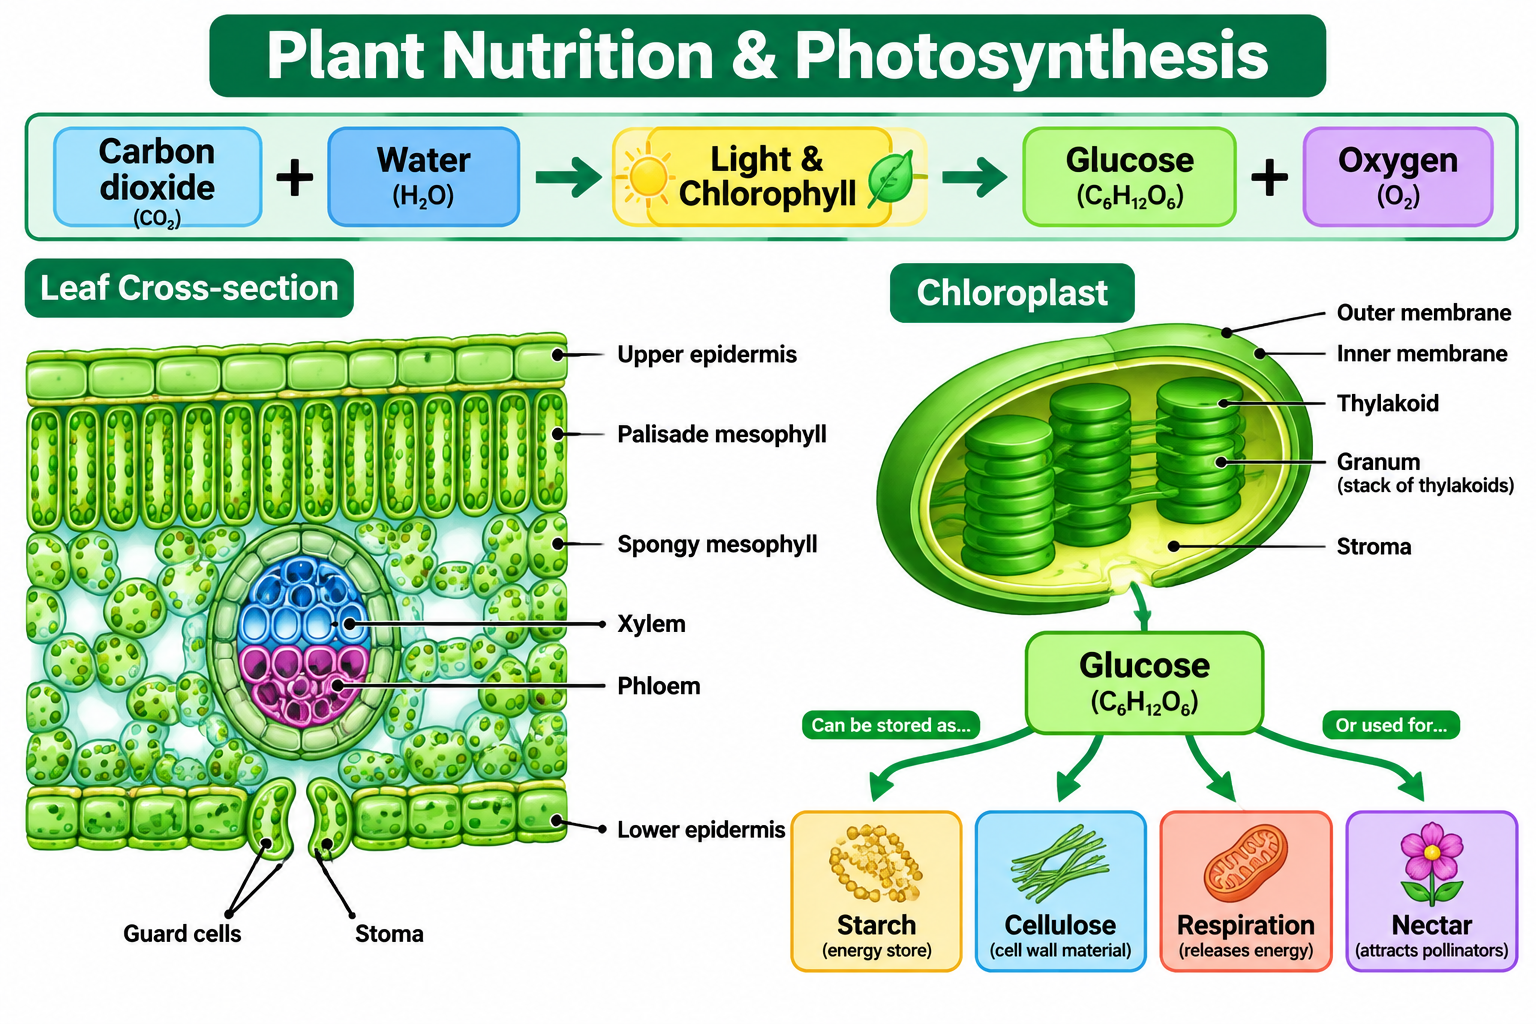 Plant Nutrition & Photosynthesis
Carbon
dioxide
(CO₂)
+
Water
(H₂O)
Light &
Chlorophyll
Glucose
(C₆H₁₂O₆)
+
Oxygen
(O₂)
Leaf Cross-section
Upper epidermis
Palisade mesophyll
Spongy mesophyll
Xylem
Phloem
Lower epidermis
Guard cells
Stoma
Chloroplast
Outer membrane
Inner membrane
Thylakoid
Granum
(stack of thylakoids)
Stroma
Glucose
(C₆H₁₂O₆)
Can be stored as...
Or used for...
Starch
(energy store)
Cellulose
(cell wall material)
Respiration
(releases energy)
Nectar
(attracts pollinators)